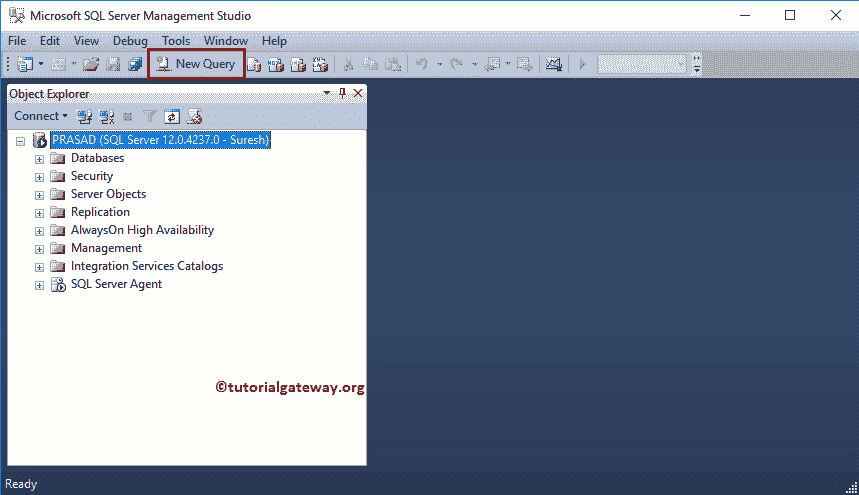 Microsoft SQL Server Management Studio
File Edit View Debug Tools Window Help
New Query
Object Explorer
Connect
PRASAD (SQL Server 12.0.4237.0 - Suresh)
Databases
Security
Server Objects
Replication
AlwaysOn High Availability
Management
Integration Services Catalogs
SQL Server Agent
©tutorialgateway.org
Ready